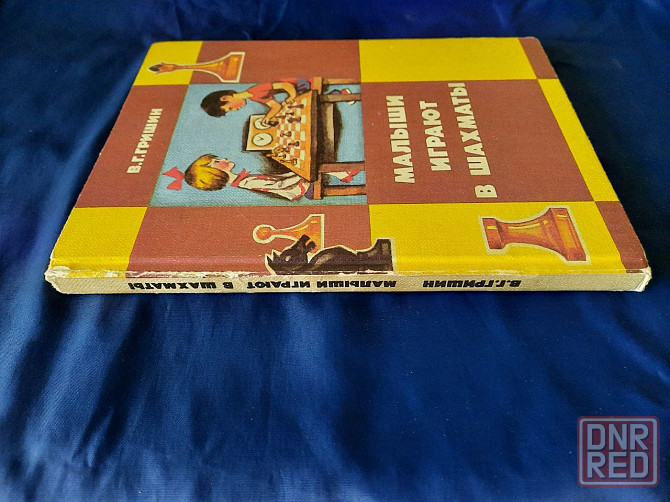 В.Г.ГРИШИН
МАЛЫШИ
ИГРАЮТ
В ШАХМАТЫ
В.Г.ГРИШИН МАЛЫШИ ИГРАЮТ В ШАХМАТЫ
DNR
RED